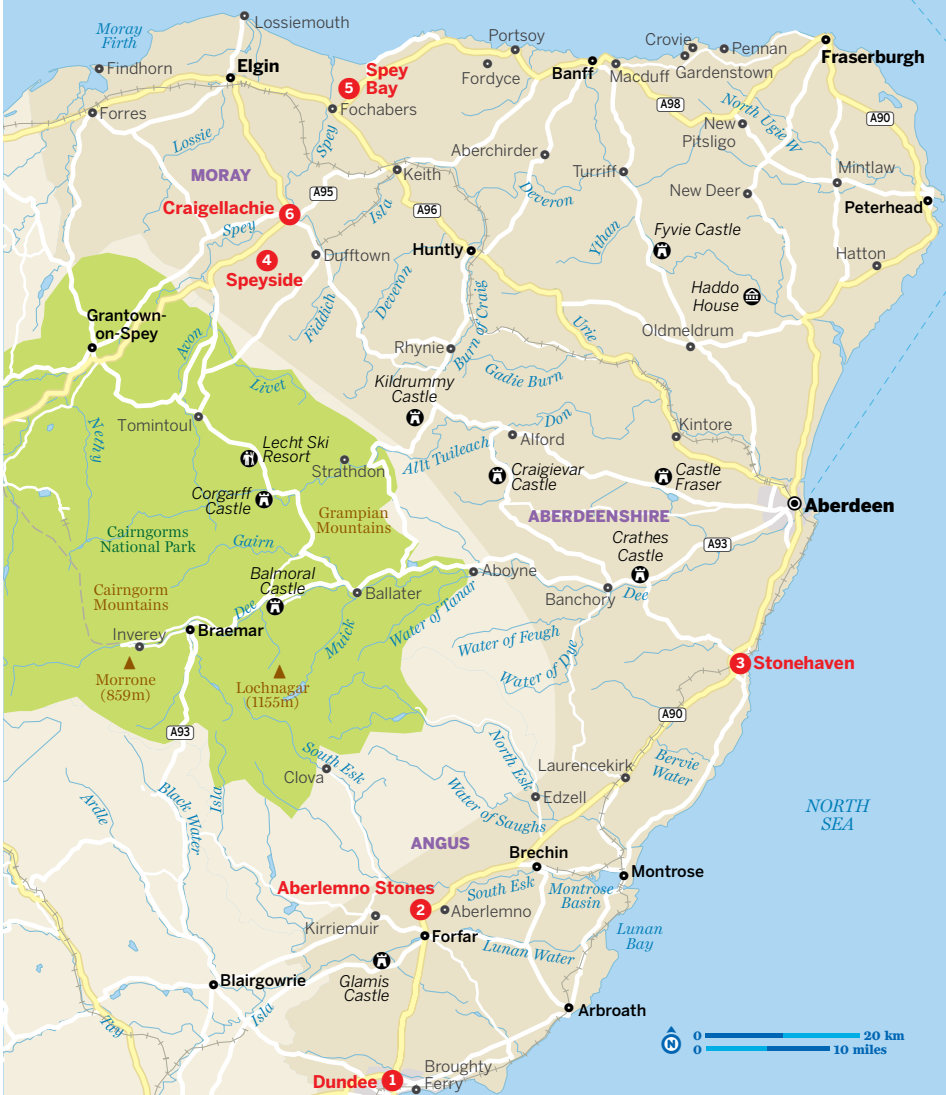 Lossiemouth
Moray
Firth
Findhorn
Elgin
Spey
Bay
5
Portsoy
Fordyce
Crovie
Pennan
Banff
Macduff
Gardenstown
Fraserburgh
Forres
Fochabers
A98
New
Pitsligo
North Ugie W
A90
Lossie
Spey
MORAY
Aberchirder
Keith
Turriff
Mintlaw
A95
Deveron
New Deer
Peterhead
Craigellachie
6
Isla
A96
Spey
Huntly
Ythan
Fyvie Castle
4
Speyside
Dufftown
Hatton
Deveron
Haddo
House
Fiddich
Burn of Craig
Grantown-
on-Spey
Urie
Oldmeldrum
Avon
Rhynie
Gadie Burn
Livet
Kildrummy
Castle
Tomintoul
Nethy
Don
Kintore
Alford
Lecht Ski
Resort
Strathdon
Allt Tuileach
Craigievar
Castle
Castle
Fraser
Corgarff
Castle
Grampian
Mountains
Aberdeen
ABERDEENSHIRE
Cairngorms
National Park
Gairn
Crathes
Castle
A93
Balmoral
Castle
Aboyne
Cairngorm
Mountains
Ballater
Banchory
Dee
Dee
Water of Tanar
Inverey
Braemar
Muick
Water of Feugh
Water of Dye
3
Stonehaven
Morrone
(859m)
Lochnagar
(1155m)
A90
A93
South Esk
North Esk
Clova
Laurencekirk
Bervie
Water
Isla
Ardle
Black Water
Water of Saughs
Edzell
NORTH
SEA
ANGUS
Brechin
Montrose
Aberlemno Stones
2
Aberlemno
South Esk
Montrose
Basin
Kirriemuir
Forfar
Lunan Water
Lunan
Bay
Glamis
Castle
Blairgowrie
Isla
Arbroath
Tay
N
0 20 km
0 10 miles
Dundee
1
Broughty
Ferry